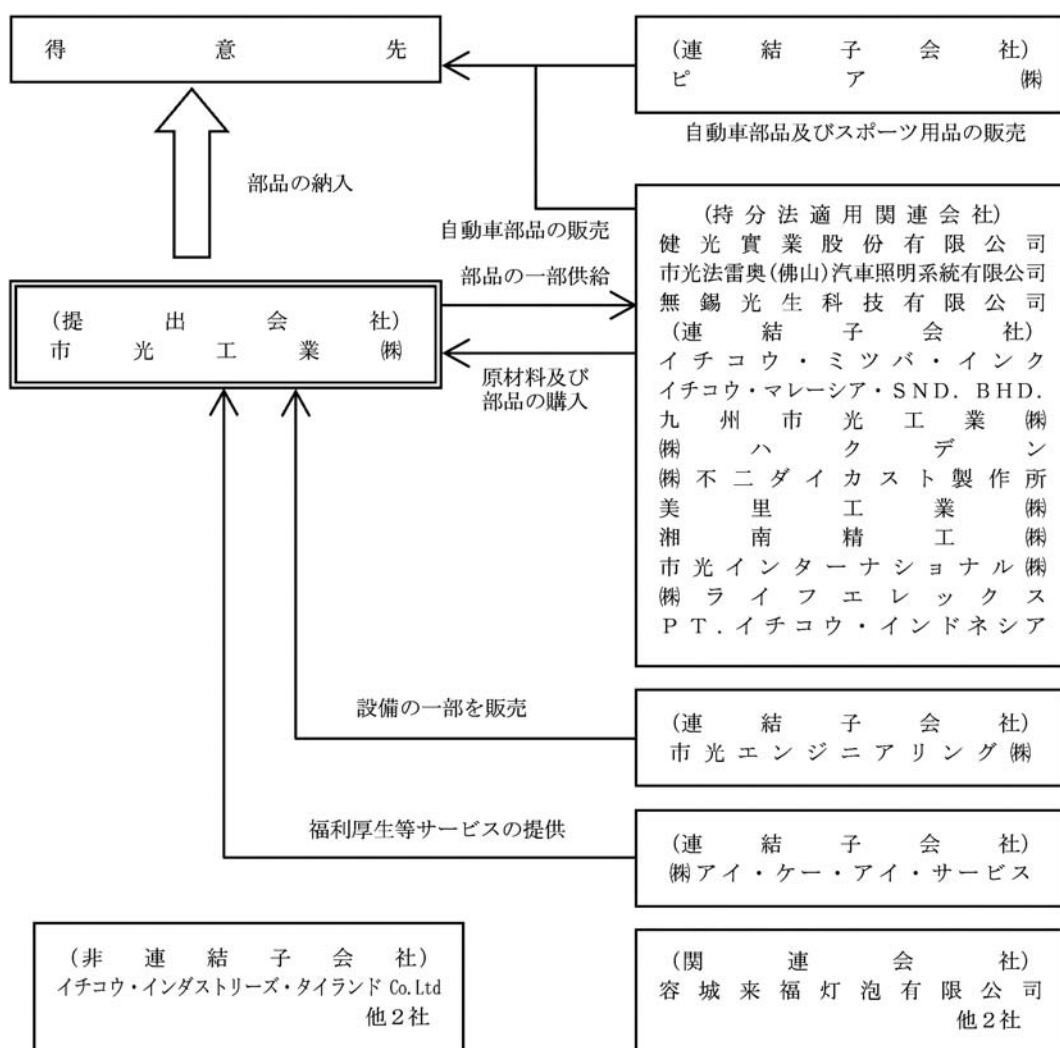 得意先
(連結子会社)
ピア㈱
自動車部品及びスポーツ用品の販売
部品の納入
自動車部品の販売
部品の一部供給
(提出会社)
市光工業㈱
原材料及び
部品の購入
(持分法適用関連会社)
健光實業股份有限公司
市光法雷奥(佛山)汽車照明系統有限公司
無錫光生科技有限公司
(連結子会社)
イチコウ・ミツバ・インク
イチコウ・マレーシア・SND. BHD.
九州市光工業㈱
㈱ハクデン
㈱不二ダイカスト製作所
美里工業㈱
湘南精工㈱
市光インターナショナル㈱
㈱ライフエレックス
PT.イチコウ・インドネシア
設備の一部を販売
(連結子会社)
市光エンジニアリング㈱
福利厚生等サービスの提供
(連結子会社)
㈱アイ・ケー・アイ・サービス
(非連結子会社)
イチコウ・インダストリーズ・タイランド Co.Ltd
他2社
(関連会社)
容城来福灯泡有限公司
他2社